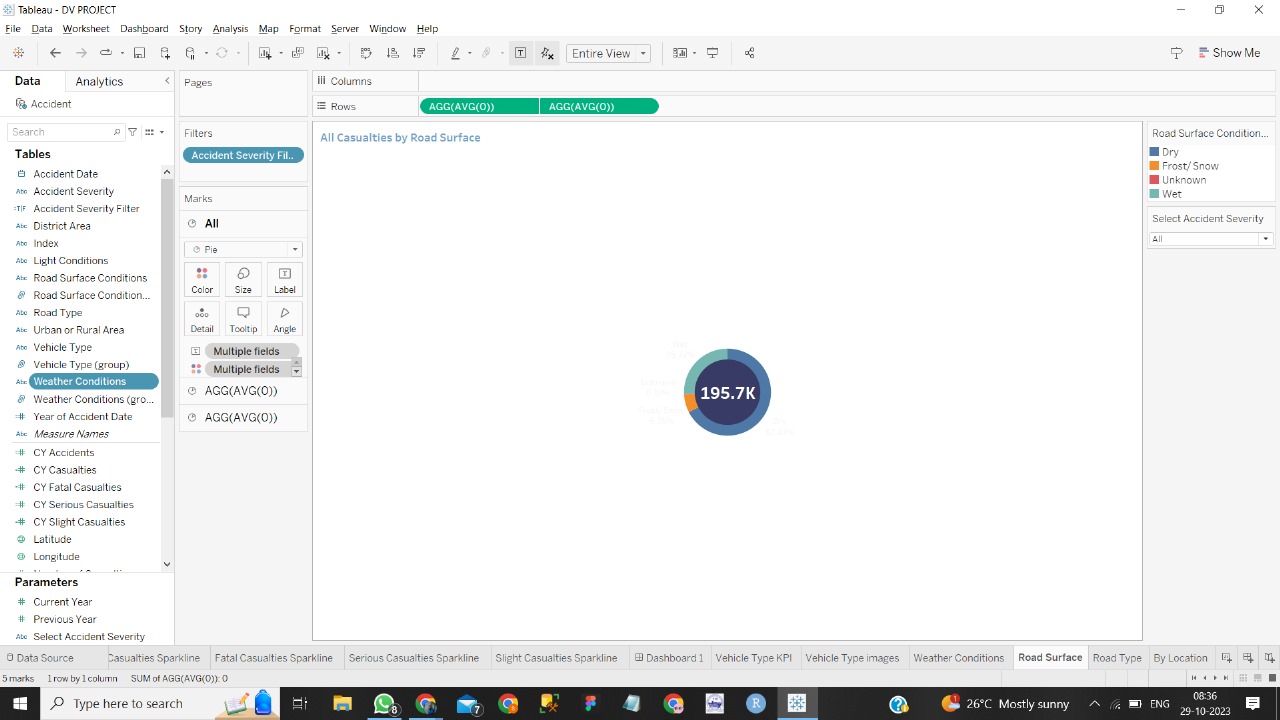 Tableau - DV PROJECT
File Data Worksheet Dashboard Story Analysis Map Format Server Window Help
Entire View
Show Me
Data Analytics
Accident
Search
Tables
Accident Date
Accident Severity
Accident Severity Filter
District Area
Index
Light Conditions
Road Surface Conditions
Road Surface Condition...
Road Type
Urban or Rural Area
Vehicle Type
Vehicle Type (group)
Weather Conditions
Weather Conditions (gro...
Year of Accident Date
Measure Names
CY Accidents
CY Casualties
CY Fatal Casualties
CY Serious Casualties
CY Slight Casualties
Latitude
Longitude
Parameters
Current Year
Previous Year
Select Accident Severity
Pages
Filters
Accident Severity Fil..
Marks
All
Pie
Color Size Label
Detail Tooltip Angle
Multiple fields
Multiple fields
AGG(AVG(0))
AGG(AVG(0))
Columns
Rows AGG(AVG(0)) AGG(AVG(0))
All Casualties by Road Surface
195.7K
Road Surface Condition...
Dry
Frost/ Snow
Unknown
Wet
Select Accident Severity
All
Data Source Casualties Sparkline Fatal Casualties Sparkline Serious Casualties Sparkline Slight Casualties Sparkline Dashboard 1 Vehicle Type KPI Vehicle Type images Weather Conditions Road Surface Road Type By Location
5 marks 1 row by 1 column SUM of AGG(AVG(0)): 0
Type here to search
8
7
1
26°C Mostly sunny
ENG
08:36
29-10-2023